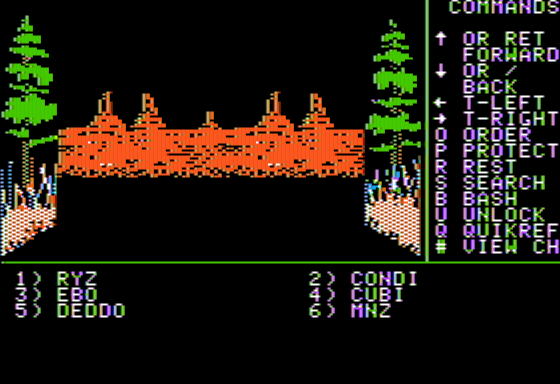 COMMANDS
↑ OR RET
FORWARD
↓ OR /
BACK
← T-LEFT
→ T-RIGHT
O ORDER
P PROTECT
R REST
S SEARCH
B BASH
U UNLOCK
Q QUIKREF
# VIEW CH
1) RYZ 2) CONDI
3) EBO 4) CUBI
5) DEDDO 6) MNZ